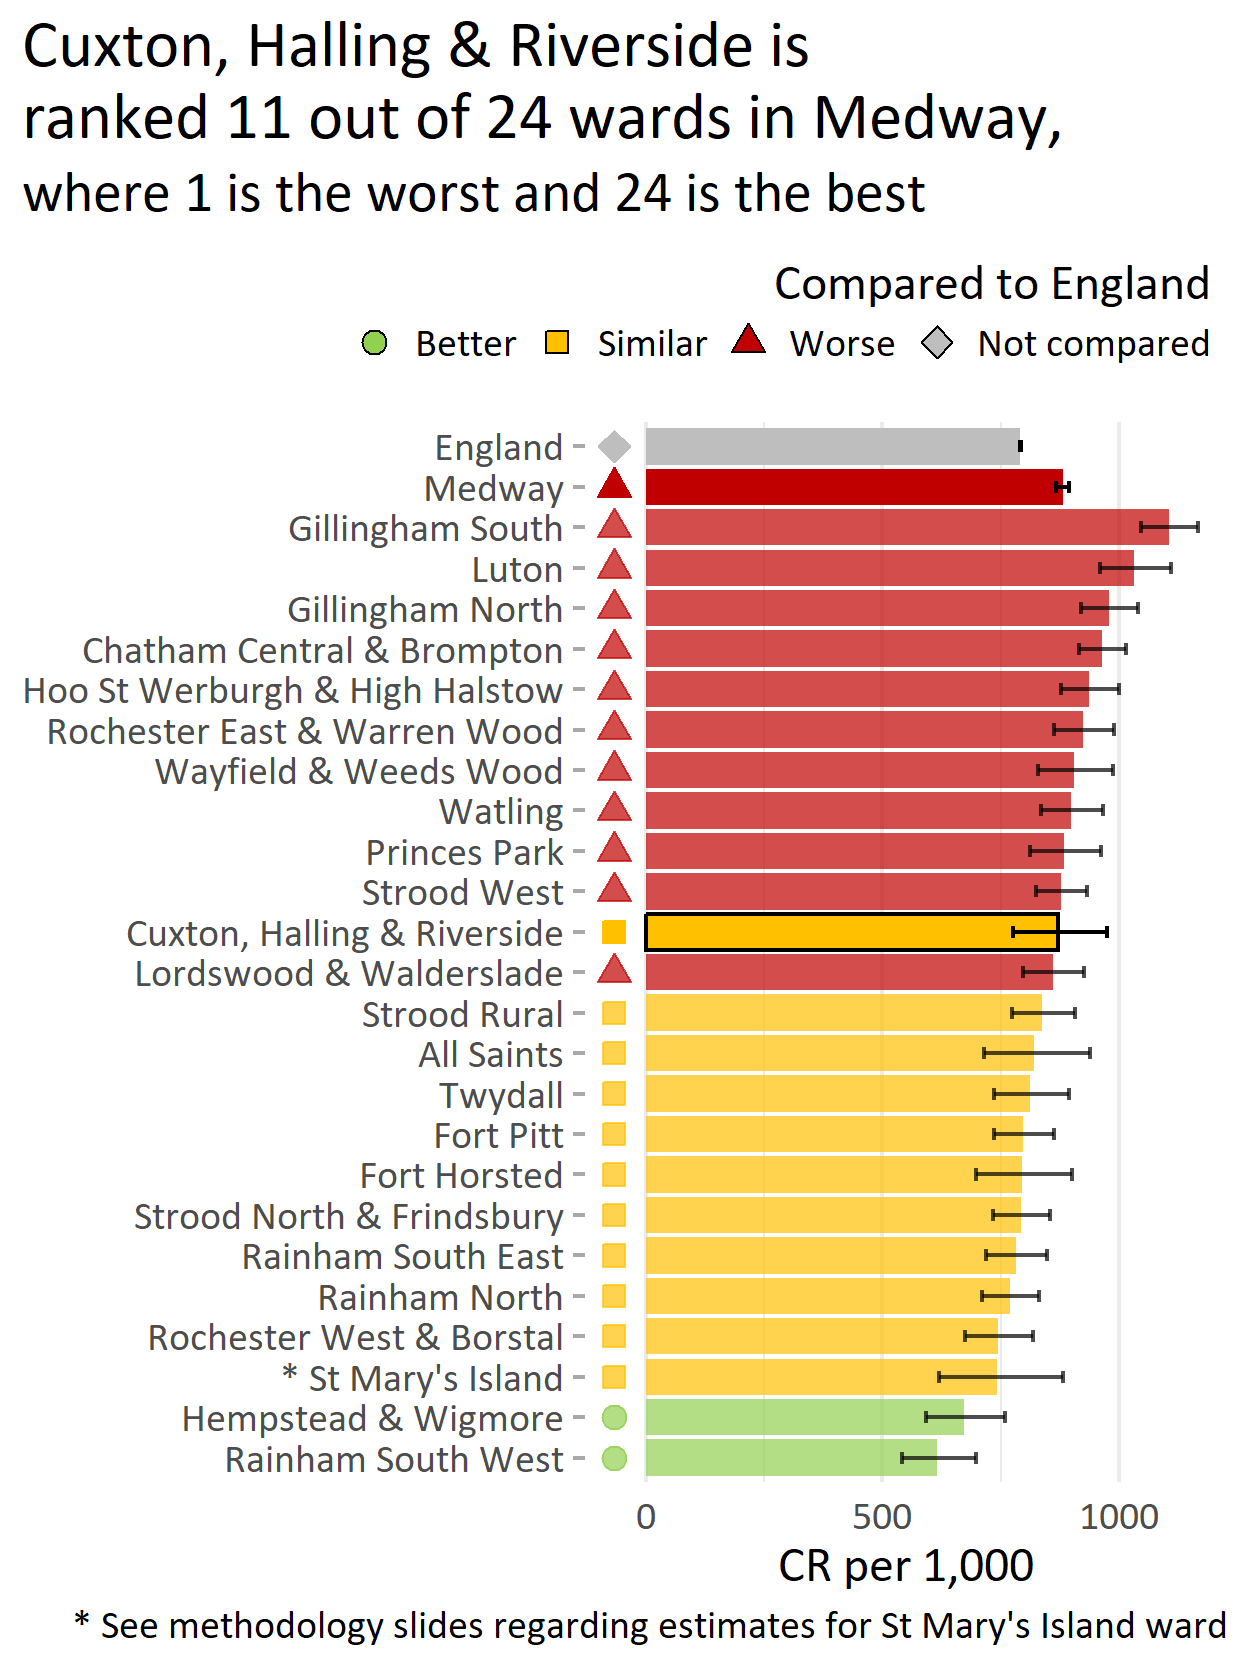 Cuxton, Halling & Riverside is
ranked 11 out of 24 wards in Medway,
where 1 is the worst and 24 is the best
Compared to England
Better Similar Worse Not compared
England
Medway
Gillingham South
Luton
Gillingham North
Chatham Central & Brompton
Hoo St Werburgh & High Halstow
Rochester East & Warren Wood
Wayfield & Weeds Wood
Watling
Princes Park
Strood West
Cuxton, Halling & Riverside
Lordswood & Walderslade
Strood Rural
All Saints
Twydall
Fort Pitt
Fort Horsted
Strood North & Frindsbury
Rainham South East
Rainham North
Rochester West & Borstal
* St Mary's Island
Hempstead & Wigmore
Rainham South West
0 500 1000
CR per 1,000
* See methodology slides regarding estimates for St Mary's Island ward